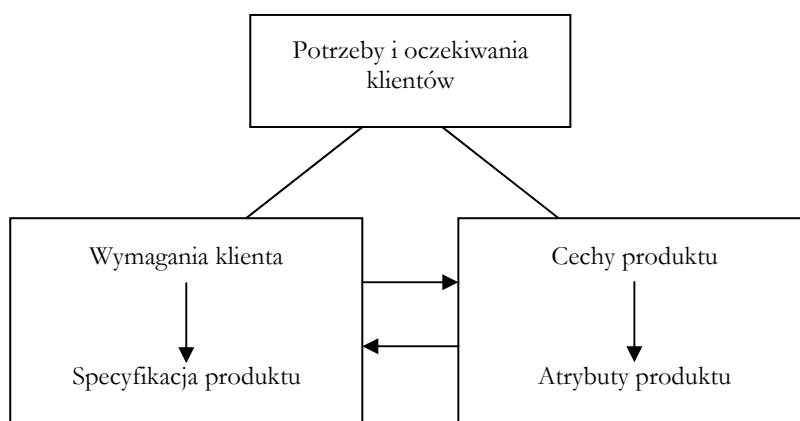 Potrzeby i oczekiwania
klientów
Wymagania klienta
Specyfikacja produktu
Cechy produktu
Atrybuty produktu